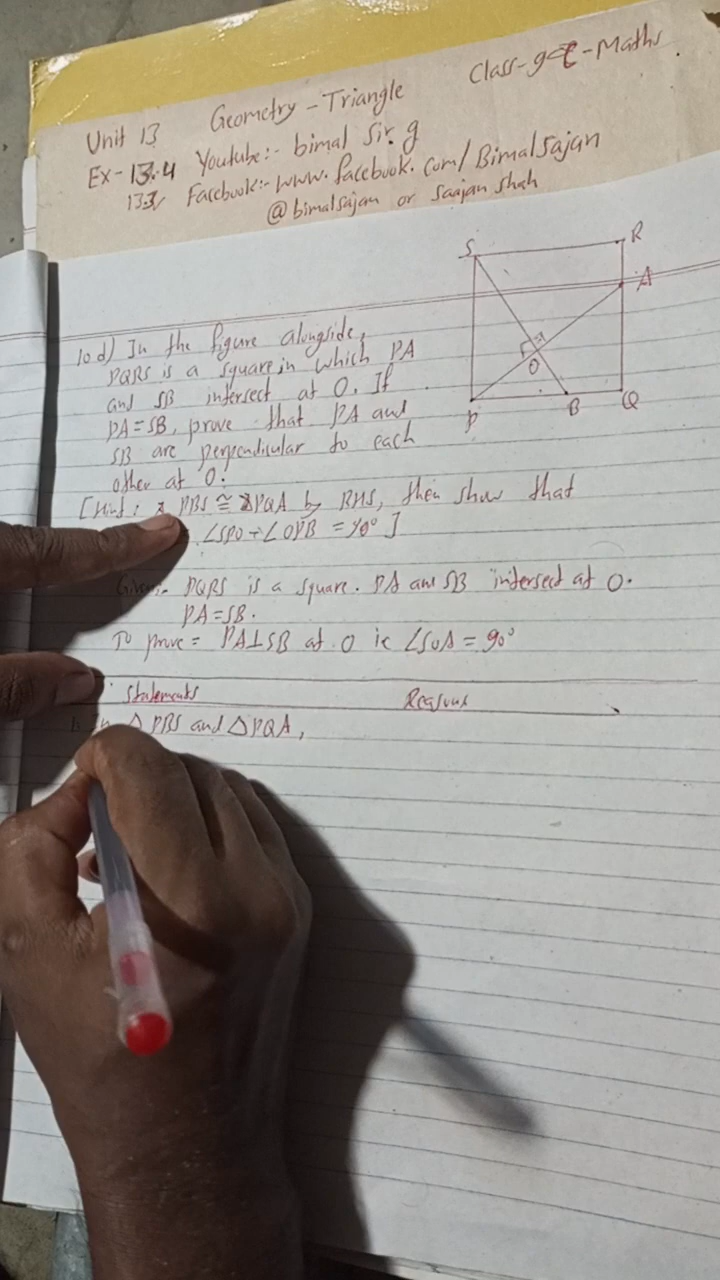 Class-9 - Maths
Unit 13 Geometry - Triangle
Ex- 13.4 Youtube:- bimal sir.g
13.3/ Facebook:- www.facebook.com/Bimalsajan
@bimalsajan or saajan shah
S
R
A
O
P
B
Q
10.d) In the figure alongside,
PQRS is a square in which PA
and SB intersect at O. If
PA=SB, prove that PA and
SB are perpendicular to each
other at O.
[Hint: PBS ≅ PQA by RHS, then show that
∠SPO+∠OPB = 90° ]
Given:- PQRS is a square. PA and SB intersect at O.
PA=SB.
To prove = PA⊥SB at O ie ∠SOA = 90°
Statements Reasons
△PBS and △PQA,